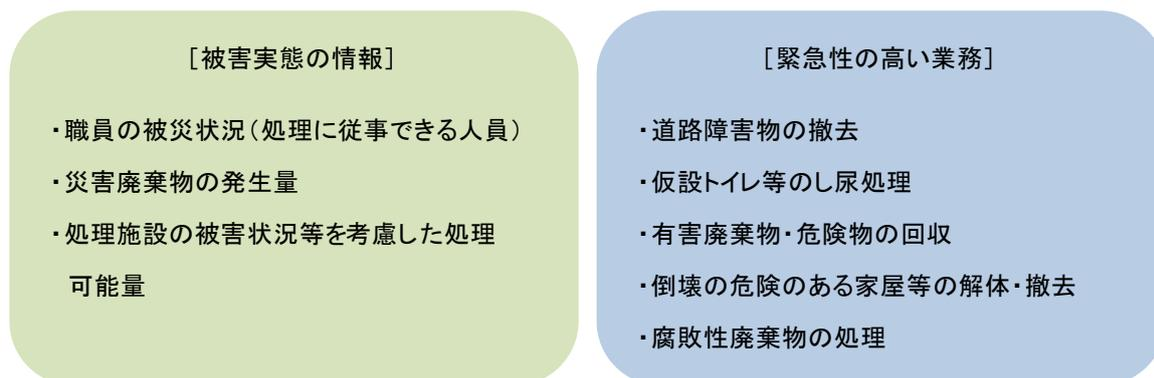 ［被害実態の情報］
・職員の被災状況（処理に従事できる人員）
・災害廃棄物の発生量
・処理施設の被害状況等を考慮した処理
可能量
［緊急性の高い業務］
・道路障害物の撤去
・仮設トイレ等のし尿処理
・有害廃棄物・危険物の回収
・倒壊の危険のある家屋等の解体・撤去
・腐敗性廃棄物の処理